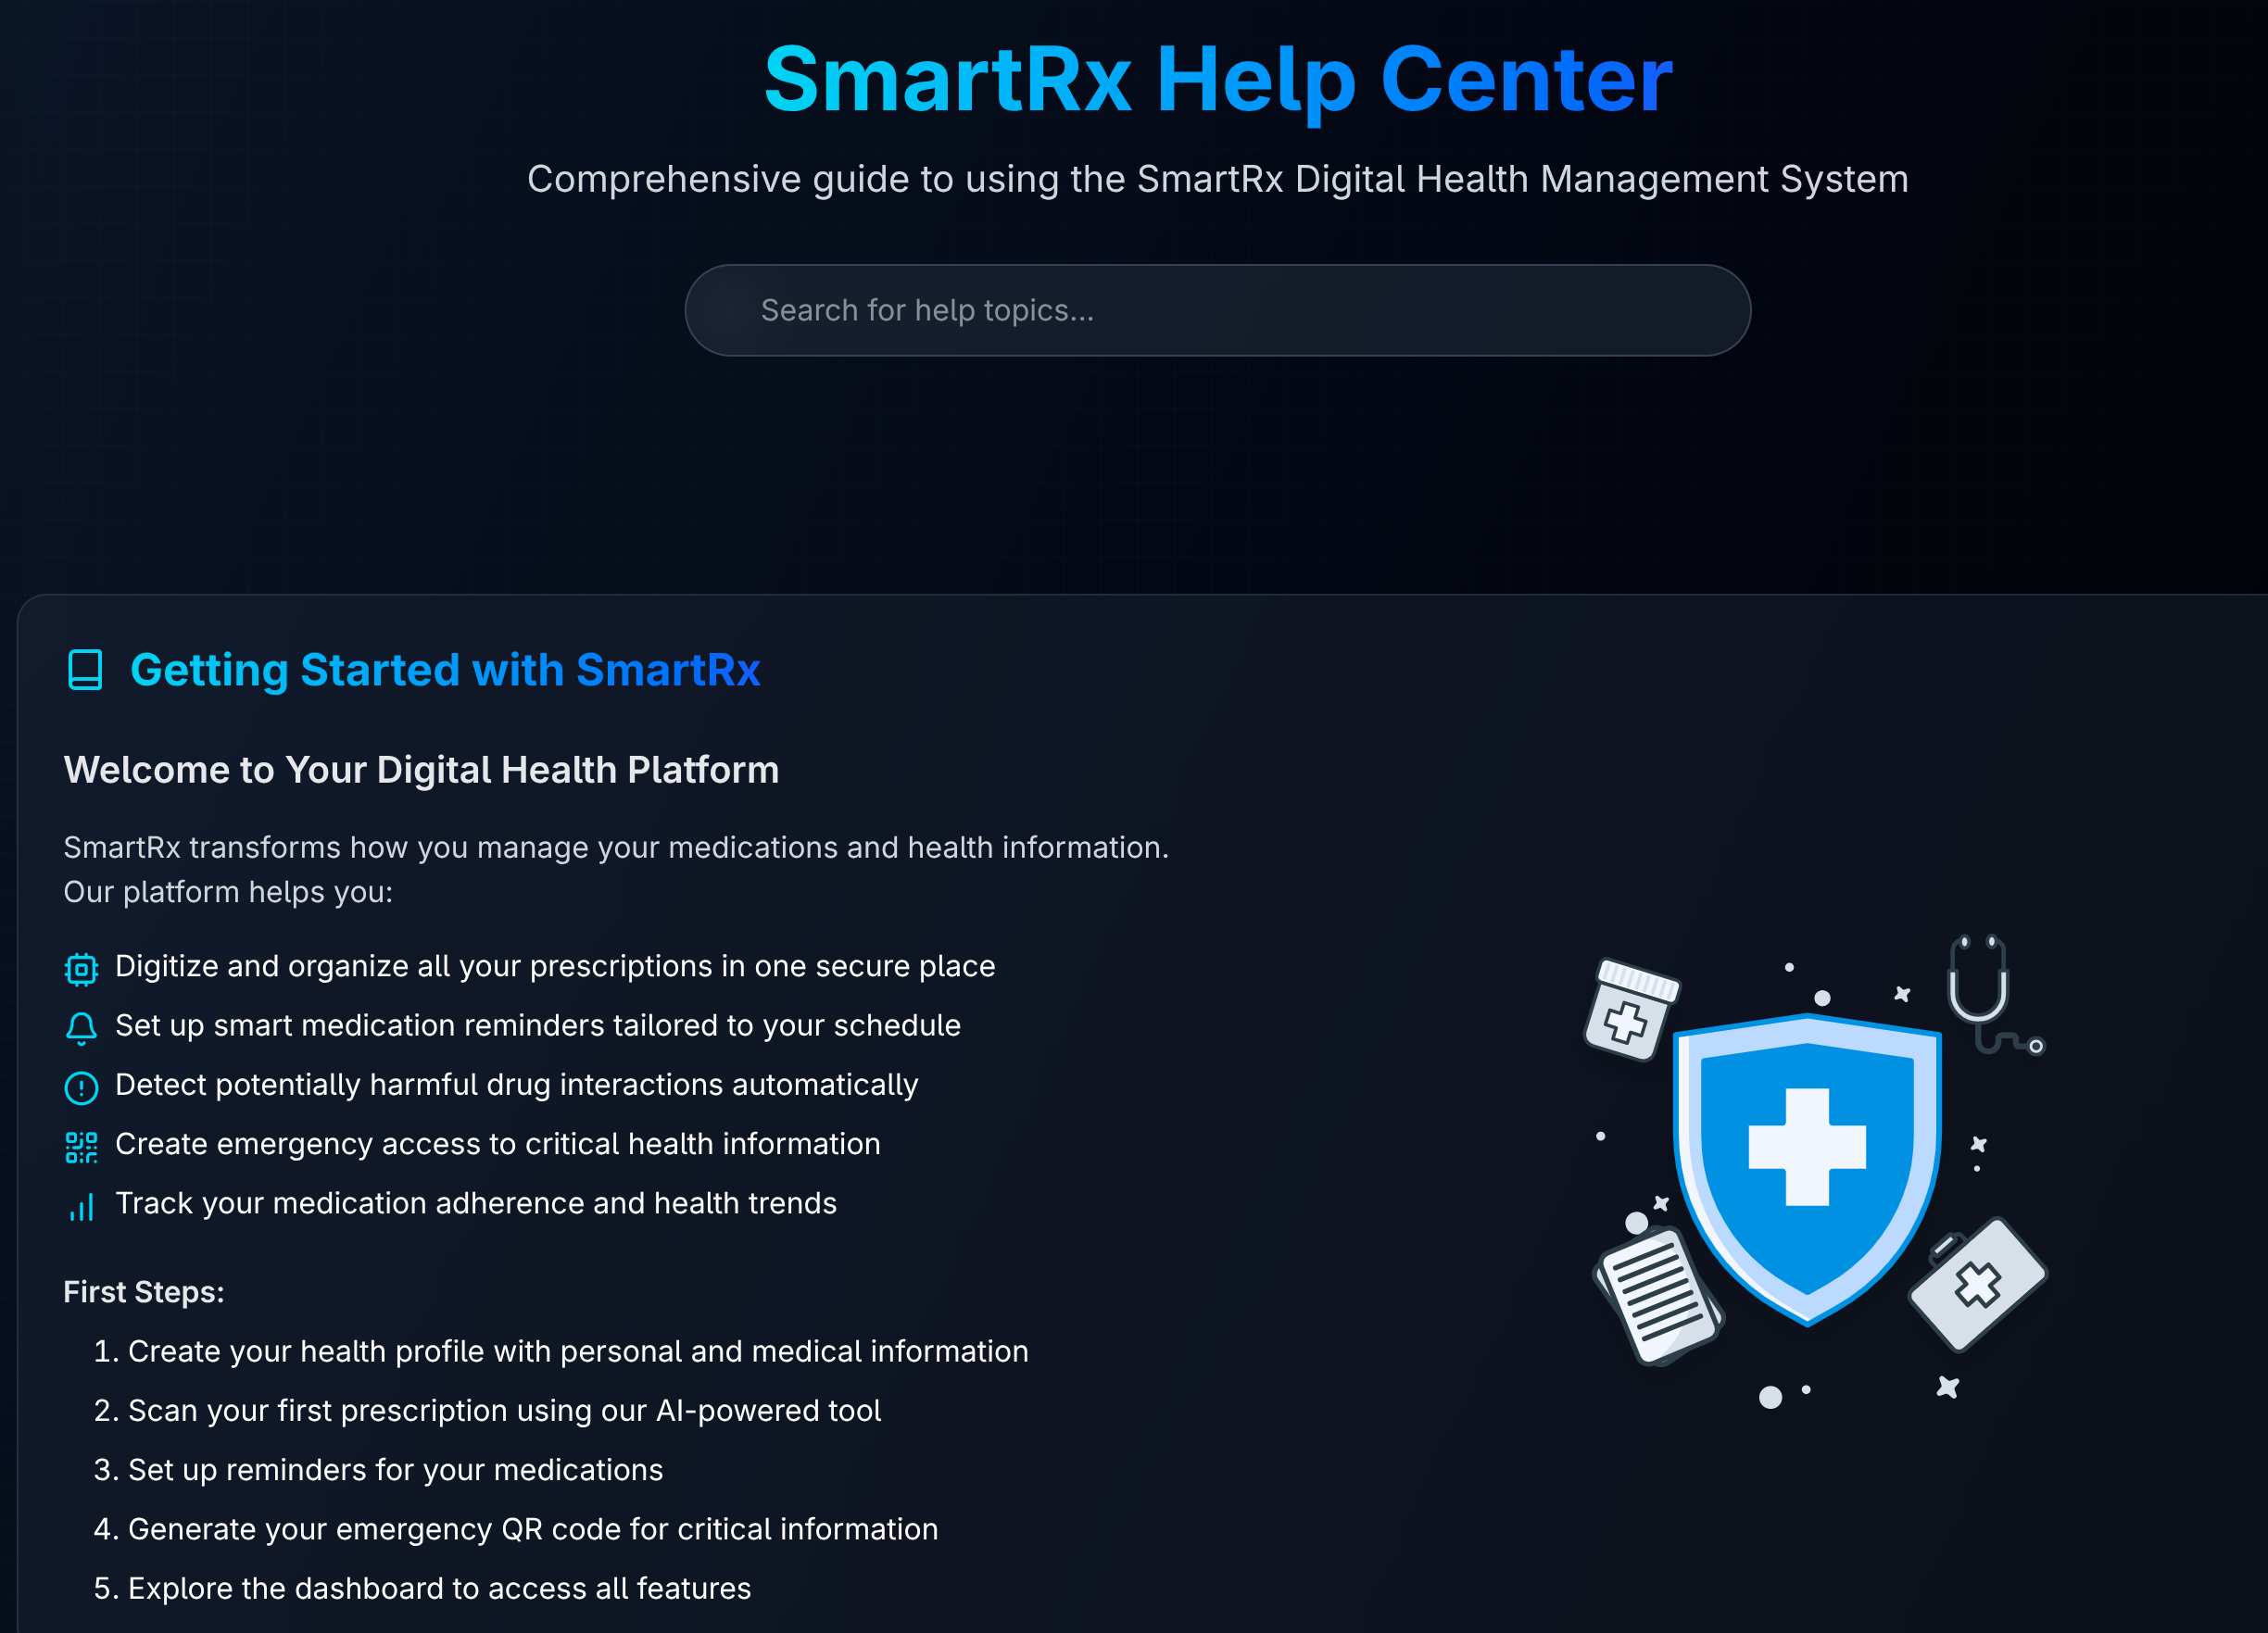 SmartRx Help Center
Comprehensive guide to using the SmartRx Digital Health Management System
Search for help topics...
Getting Started with SmartRx
Welcome to Your Digital Health Platform
SmartRx transforms how you manage your medications and health information.
Our platform helps you:
Digitize and organize all your prescriptions in one secure place
Set up smart medication reminders tailored to your schedule
Detect potentially harmful drug interactions automatically
Create emergency access to critical health information
Track your medication adherence and health trends
First Steps:
1. Create your health profile with personal and medical information
2. Scan your first prescription using our AI-powered tool
3. Set up reminders for your medications
4. Generate your emergency QR code for critical information
5. Explore the dashboard to access all features